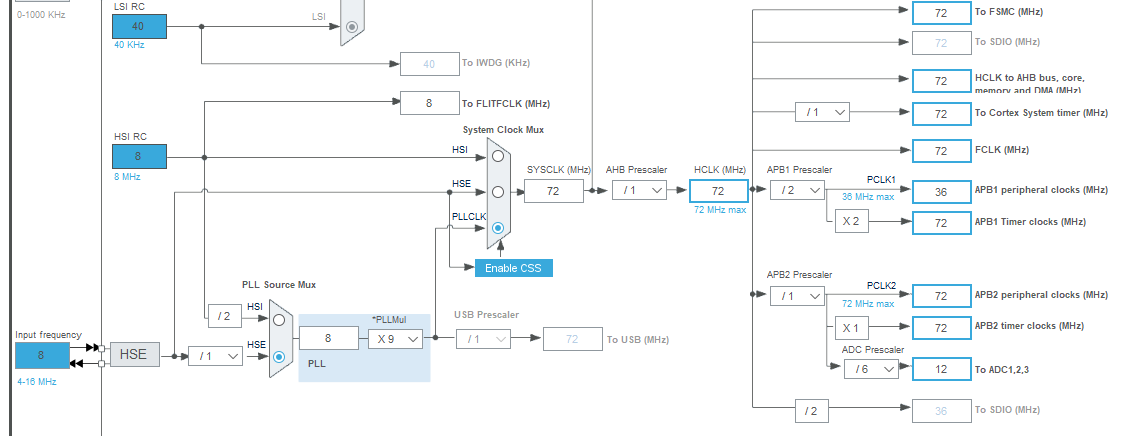 0-1000 KHz
LSI RC
40
40 KHz
LSI
40
To IWDG (KHz)
8
To FLITFCLK (MHz)
HSI RC
8
8 MHz
System Clock Mux
HSI
HSE
PLLCLK
Enable CSS
SYSCLK (MHz)
72
AHB Prescaler
/ 1
HCLK (MHz)
72
72 MHz max
72
To FSMC (MHz)
72
To SDIO (MHz)
72
HCLK to AHB bus, core,
memory and DMA (MHz)
/ 1
72
To Cortex System timer (MHz)
72
FCLK (MHz)
APB1 Prescaler
/ 2
PCLK1
36 MHz max
36
APB1 peripheral clocks (MHz)
X 2
72
APB1 Timer clocks (MHz)
APB2 Prescaler
/ 1
PCLK2
72 MHz max
72
APB2 peripheral clocks (MHz)
X 1
72
APB2 timer clocks (MHz)
ADC Prescaler
/ 6
12
To ADC1,2,3
/ 2
36
To SDIO (MHz)
PLL Source Mux
/ 2
HSI
HSE
Input frequency
8
4-16 MHz
HSE
/ 1
8
*PLLMul
X 9
PLL
USB Prescaler
/ 1
72
To USB (MHz)